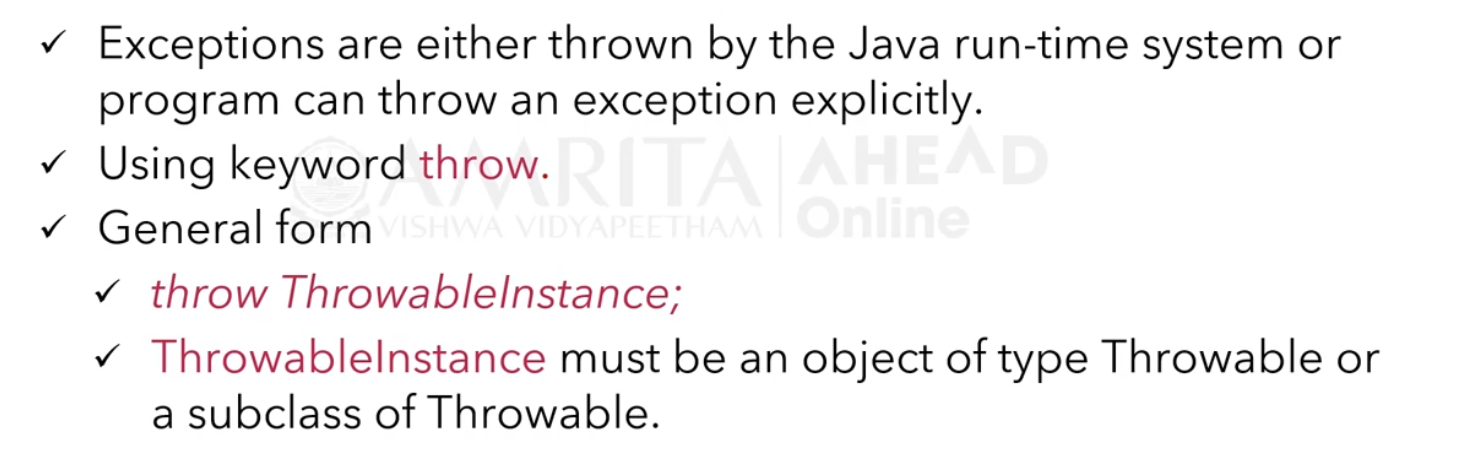 ✓ Exceptions are either thrown by the Java run-time system or
program can throw an exception explicitly.
✓ Using keyword throw.
AMRITA AHEAD
✓ General form
VISHWA VIDYAPEETHAM Online
✓ throw ThrowableInstance;
✓ ThrowableInstance must be an object of type Throwable or
a subclass of Throwable.